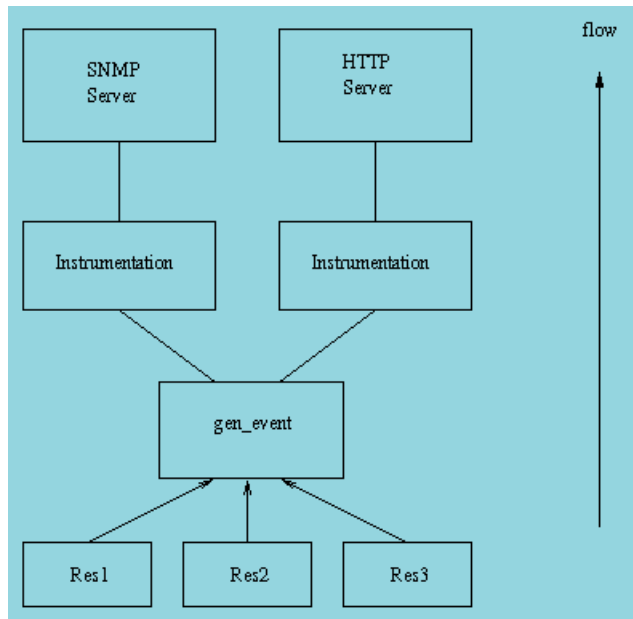 flow
SNMP
Server
HTTP
Server
Instrumentation
Instrumentation
gen_event
Res1
Res2
Res3